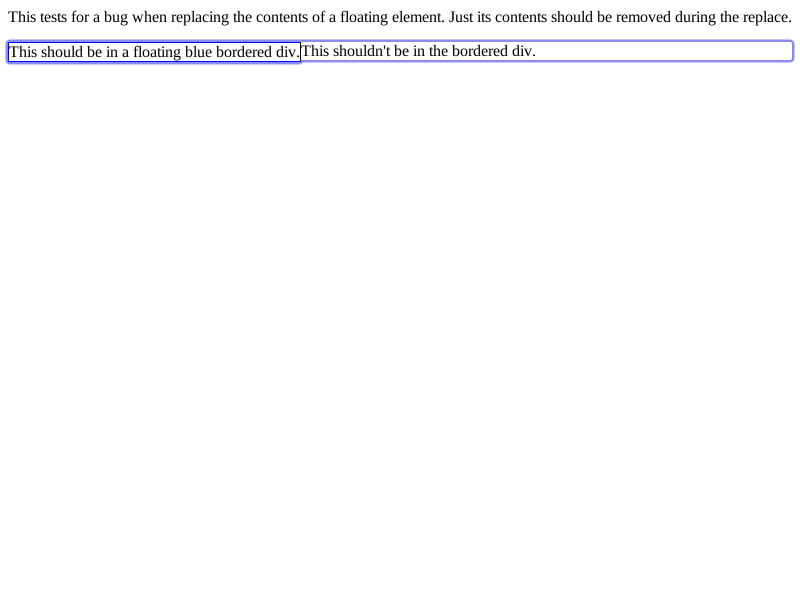 This tests for a bug when replacing the contents of a floating element. Just its contents should be removed during the replace.
This should be in a floating blue bordered div.This shouldn't be in the bordered div.